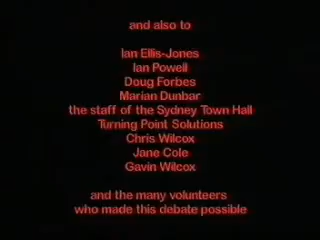 and also to
Ian Ellis-Jones
Ian Powell
Doug Forbes
Marian Dunbar
the staff of the Sydney Town Hall
Turning Point Solutions
Chris Wilcox
Jane Cole
Gavin Wilcox
and the many volunteers
who made this debate possible